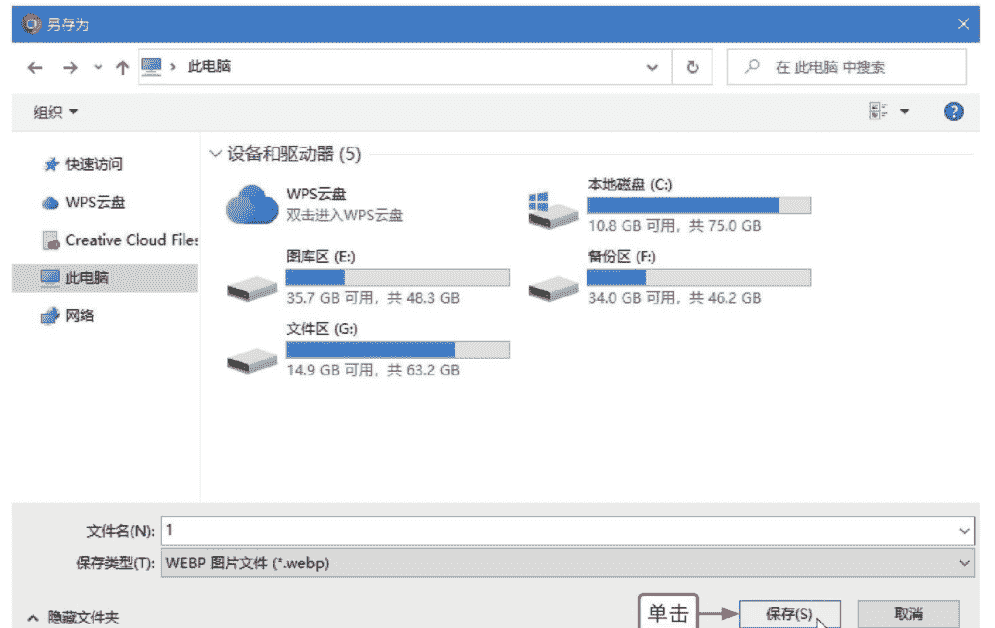 另存为
此电脑
在 此电脑 中搜索
组织
快速访问
WPS云盘
Creative Cloud Files
此电脑
网络
设备和驱动器 (5)
WPS云盘
双击进入WPS云盘
本地磁盘 (C:)
10.8 GB 可用，共 75.0 GB
图库区 (E:)
35.7 GB 可用，共 48.3 GB
备份区 (F:)
34.0 GB 可用，共 46.2 GB
文件区 (G:)
14.9 GB 可用，共 63.2 GB
文件名(N): 1
保存类型(T): WEBP 图片文件 (*.webp)
隐藏文件夹
单击
保存(S)
取消